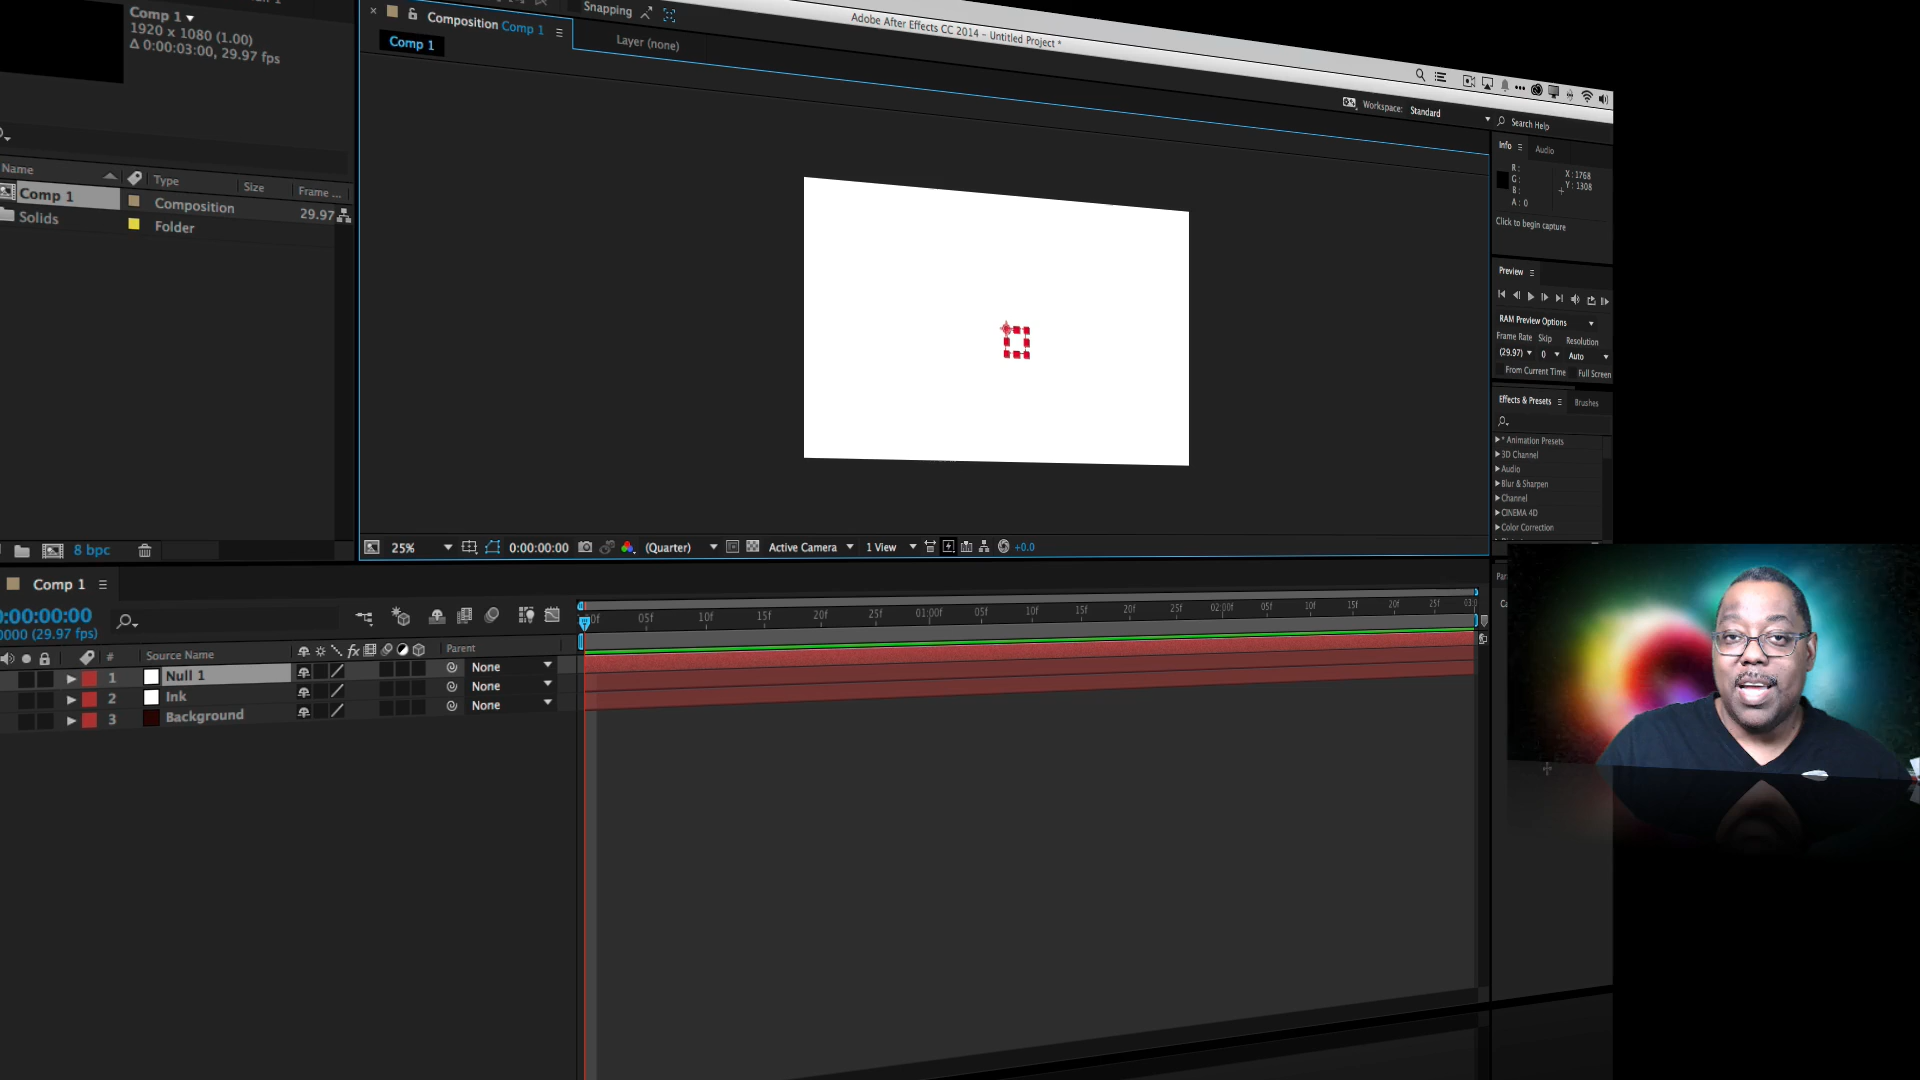 Comp 1
1920 x 1080 (1.00)
Δ 0:00:03:00, 29.97 fps
Name
Type
Size
Frame ...
Comp 1
Composition
29.97
Solids
Folder
8 bpc
Snapping
Composition Comp 1
Layer (none)
Comp 1
Adobe After Effects CC 2014 - Untitled Project *
Workspace: Standard
Search Help
Info
Audio
R :
G :
B :
A : 0
X : 1768
Y : 1308
Click to begin capture
Preview
RAM Preview Options
Frame Rate Skip Resolution
(29.97) 0 Auto
From Current Time Full Screen
Effects & Presets
Brushes
* Animation Presets
3D Channel
Audio
Blur & Sharpen
Channel
CINEMA 4D
Color Correction
25%
0:00:00:00
(Quarter)
Active Camera
1 View
+0.0
Comp 1
0:00:00:00
0000 (29.97 fps)
05f 10f 15f 20f 25f 01:00f 05f 10f 15f 20f 25f 02:00f 05f 10f 15f 20f 25f
# Source Name
Parent
1 Null 1 None
2 Ink None
3 Background None